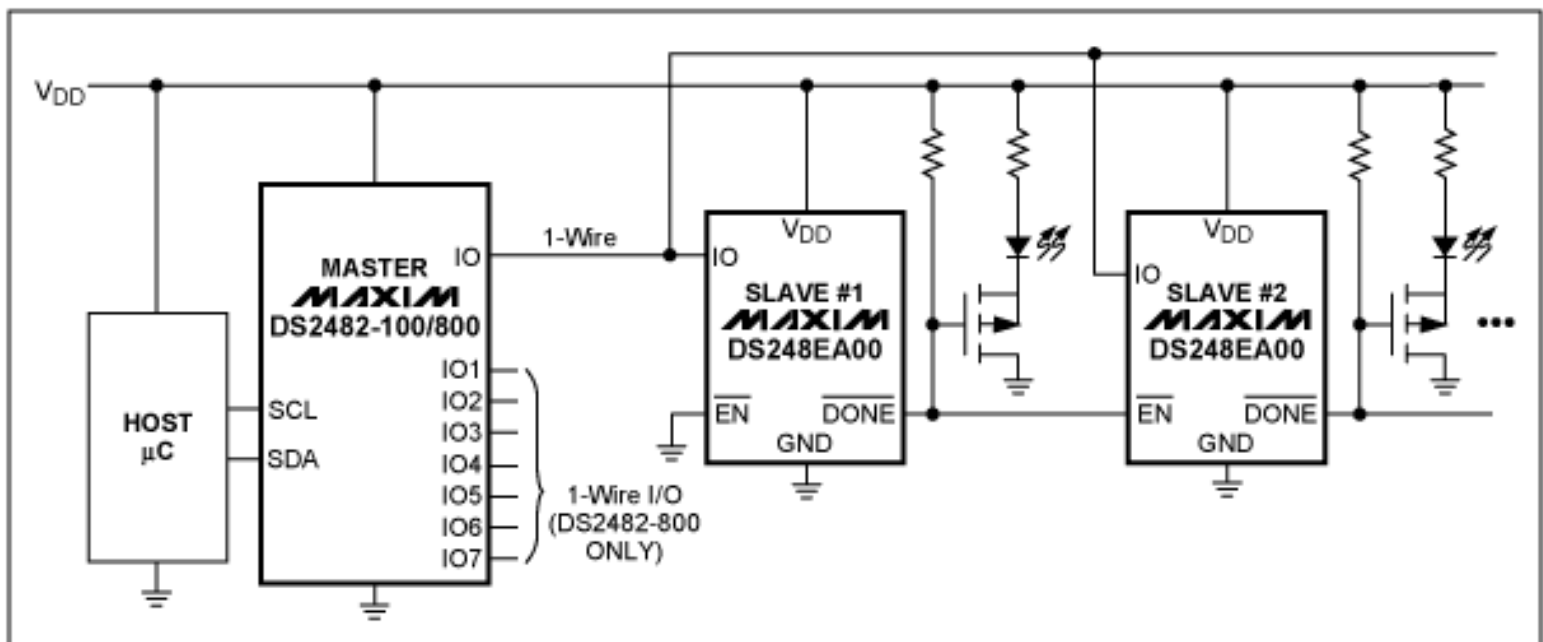 VDD
HOST
µC
MASTER
MAXIM
DS2482-100/800
IO
SCL
SDA
IO1
IO2
IO3
IO4
IO5
IO6
IO7
1-Wire I/O
(DS2482-800
ONLY)
1-Wire
VDD
IO
SLAVE #1
MAXIM
DS248EA00
EN
DONE
GND
VDD
IO
SLAVE #2
MAXIM
DS248EA00
EN
DONE
GND
•••